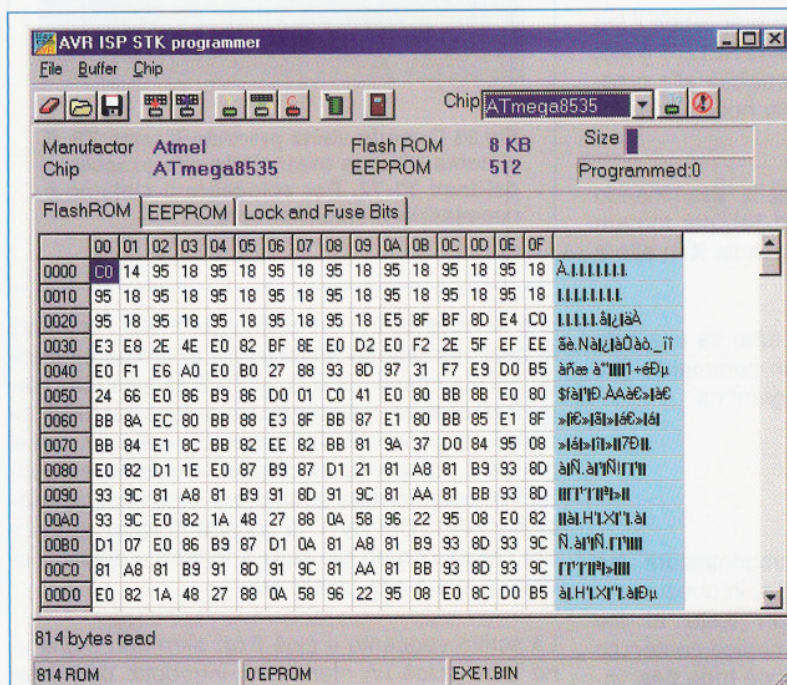 AVR ISP STK programmer
File Buffer Chip
Chip ATmega8535
Manufactor Atmel Flash ROM 8 KB Size
Chip ATmega8535 EEPROM 512 Programmed:0
FlashROM EEPROM Lock and Fuse Bits
00 01 02 03 04 05 06 07 08 09 0A 0B 0C 0D 0E 0F
0000 C0 14 95 18 95 18 95 18 95 18 95 18 95 18 95 18
0010 95 18 95 18 95 18 95 18 95 18 95 18 95 18 95 18
0020 95 18 95 18 95 18 95 18 95 18 E5 8F BF 8D E4 C0
0030 E3 E8 2E 4E E0 82 BF 8E E0 D2 E0 F2 2E 5F EF EE
0040 E0 F1 E6 A0 E0 B0 27 88 93 8D 97 31 F7 E9 D0 B5
0050 24 66 E0 86 B9 86 D0 01 C0 41 E0 80 BB 8B E0 80
0060 BB 8A EC 80 BB 88 E3 8F BB 87 E1 80 BB 85 E1 8F
0070 BB 84 E1 8C BB 82 EE 82 BB 81 9A 37 D0 84 95 08
0080 E0 82 D1 1E E0 87 B9 87 D1 21 81 A8 81 B9 93 8D
0090 93 9C 81 A8 81 B9 91 8D 91 9C 81 AA 81 BB 93 8D
00A0 93 9C E0 82 1A 48 27 88 0A 58 96 22 95 08 E0 82
00B0 D1 07 E0 86 B9 87 D1 0A 81 A8 81 B9 93 8D 93 9C
00C0 81 A8 81 B9 91 8D 91 9C 81 AA 81 BB 93 8D 93 9C
00D0 E0 82 1A 48 27 88 0A 58 96 22 95 08 E0 8C D0 B5
814 bytes read
814 ROM 0 EPROM EXE1.BIN